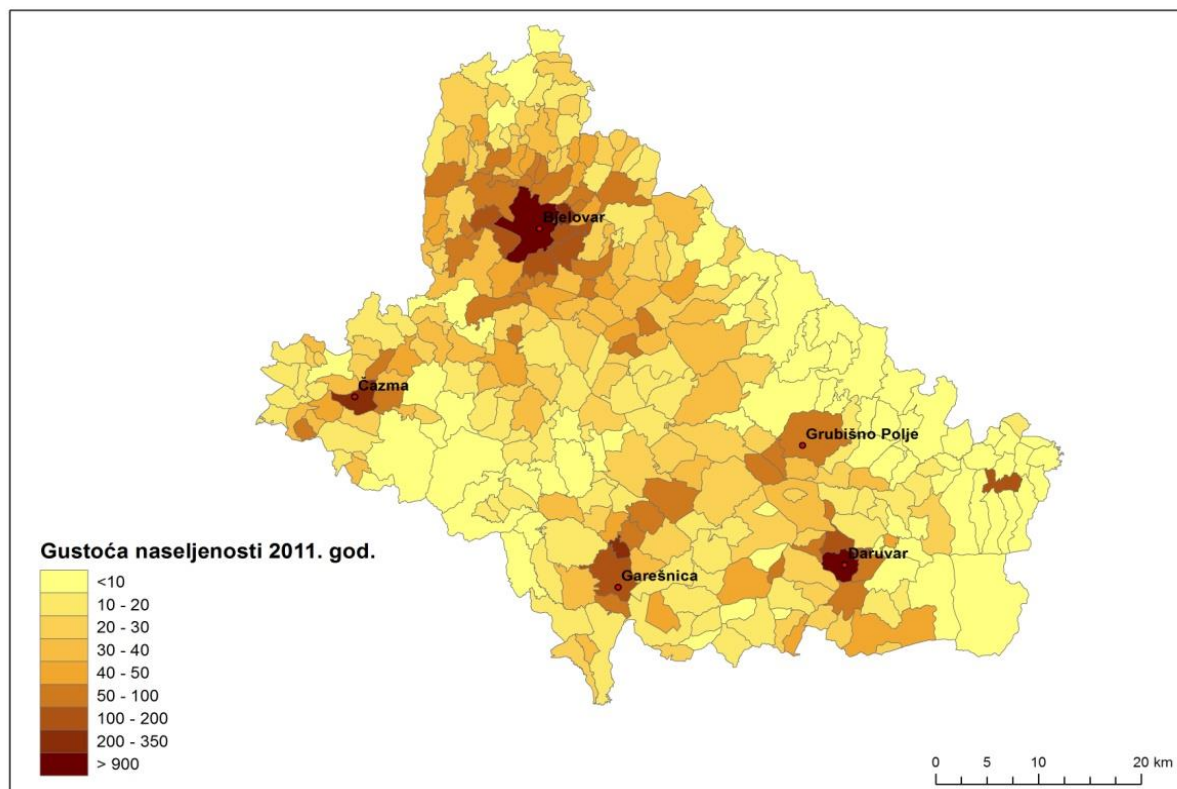 Bjelovar
Čazma
Grubišno Polje
Daruvar
Garešnica
Gustoća naseljenosti 2011. god.
<10
10 - 20
20 - 30
30 - 40
40 - 50
50 - 100
100 - 200
200 - 350
> 900
0 5 10 20 km